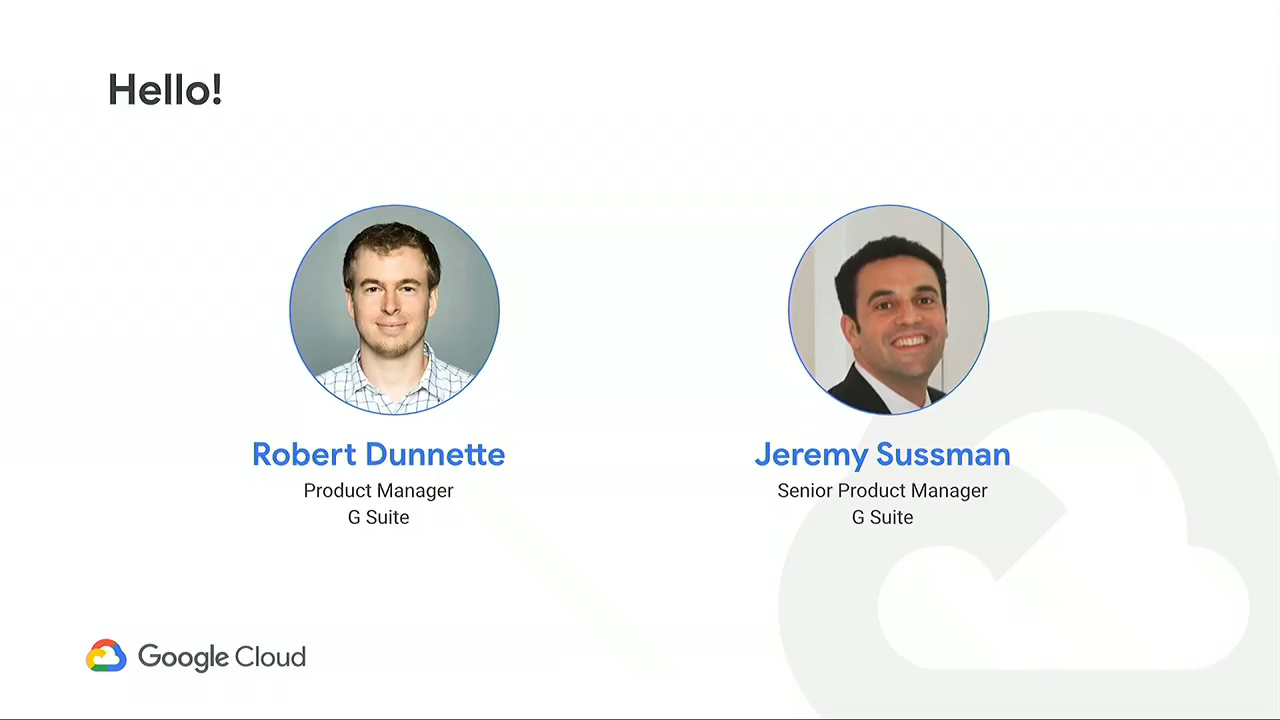 Hello!
Robert Dunnette
Product Manager
G Suite
Jeremy Sussman
Senior Product Manager
G Suite
Google Cloud